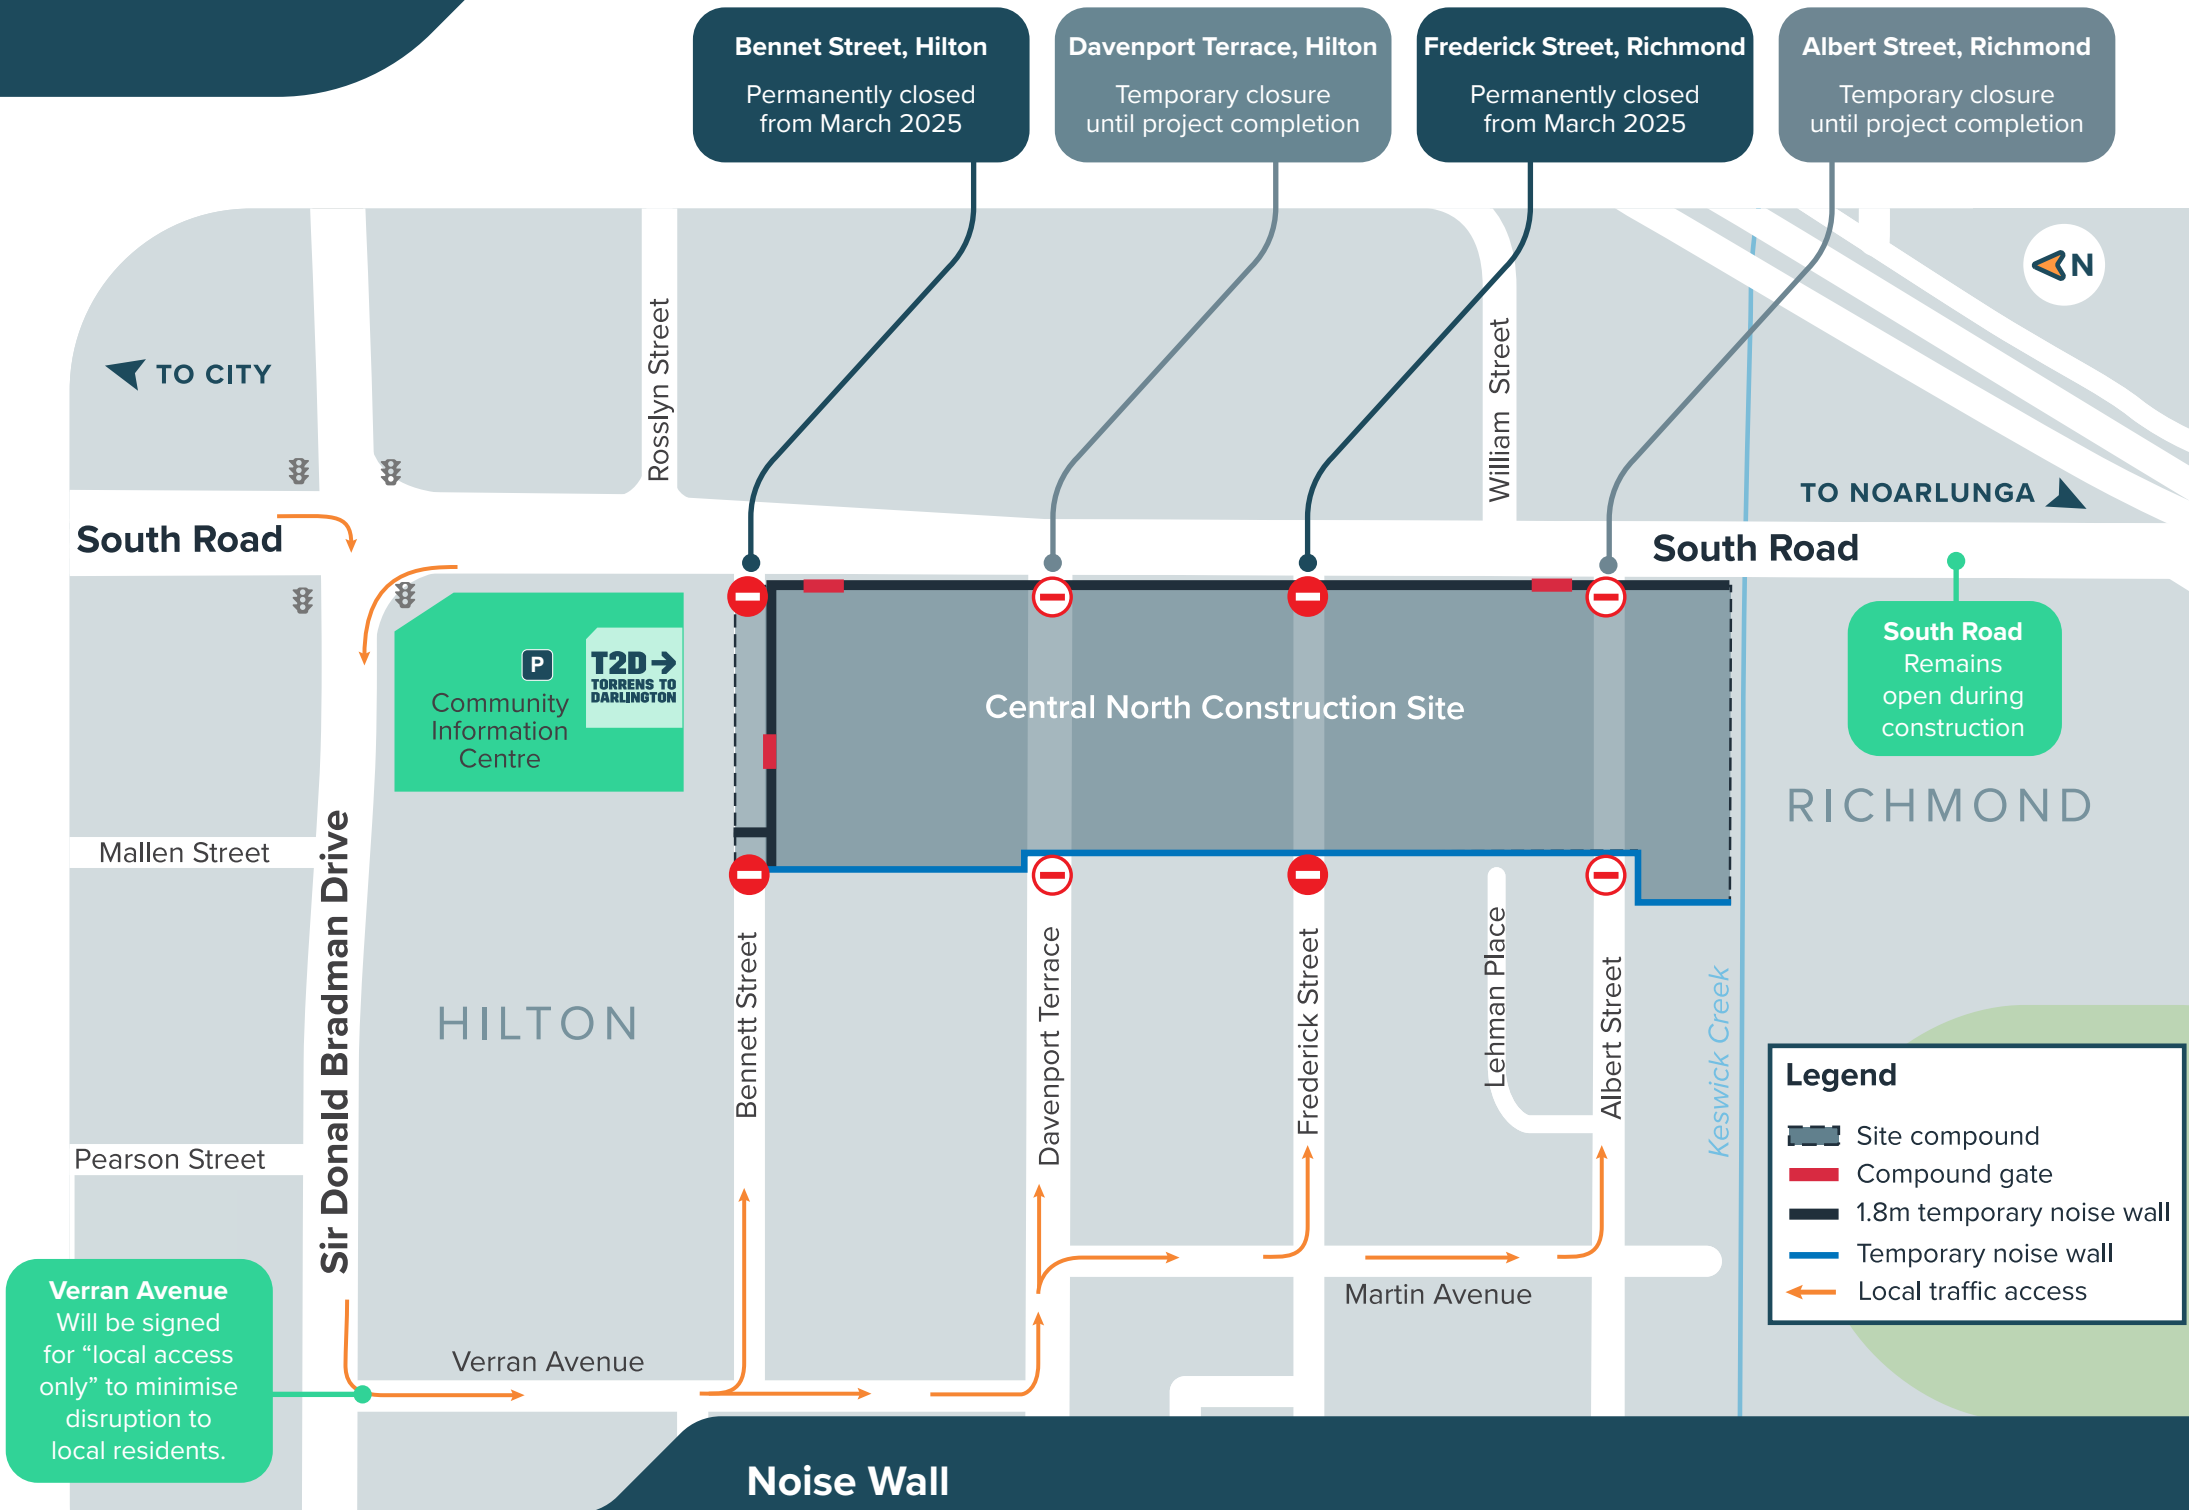 Bennet Street, Hilton
Permanently closed
from March 2025
Davenport Terrace, Hilton
Temporary closure
until project completion
Frederick Street, Richmond
Permanently closed
from March 2025
Albert Street, Richmond
Temporary closure
until project completion
N
TO CITY
Rosslyn Street
William Street
TO NOARLUNGA
South Road
South Road
P
Community
Information
Centre
T2D
TORRENS TO
DARLINGTON
Central North Construction Site
South Road
Remains
open during
construction
RICHMOND
Mallen Street
Sir Donald Bradman Drive
HILTON
Bennett Street
Davenport Terrace
Frederick Street
Lehman Place
Albert Street
Keswick Creek
Pearson Street
Legend
Site compound
Compound gate
1.8m temporary noise wall
Temporary noise wall
Local traffic access
Verran Avenue
Will be signed
for “local access
only” to minimise
disruption to
local residents.
Martin Avenue
Verran Avenue
Noise Wall